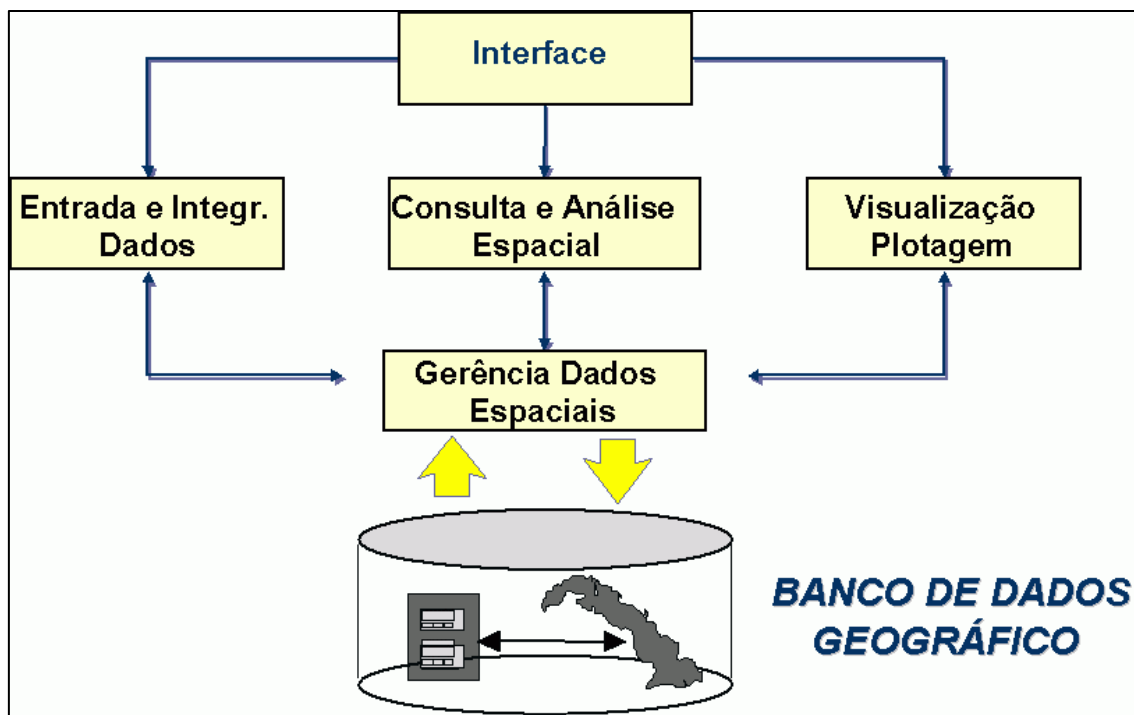 Interface
Entrada e Integr.
Dados
Consulta e Análise
Espacial
Visualização
Plotagem
Gerência Dados
Espaciais
BANCO DE DADOS
GEOGRÁFICO